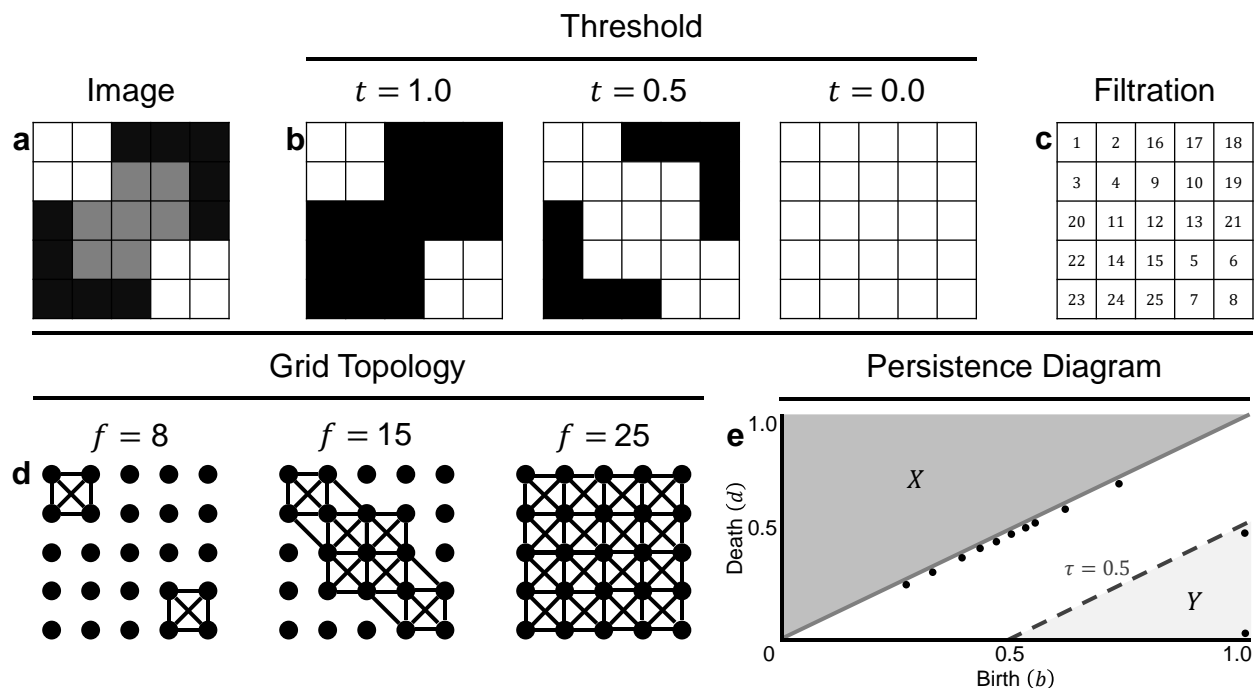 Threshold
Image
𝑡 = 1.0
𝑡 = 0.5
𝑡 = 0.0
Filtration
a
b
c
1 2 16 17 18
3 4 9 10 19
20 11 12 13 21
22 14 15 5 6
23 24 25 7 8
Grid Topology
Persistence Diagram
𝑓 = 8
𝑓 = 15
𝑓 = 25
d
e
1.0
0.5
Death (𝑑)
𝑋
𝜏 = 0.5
𝑌
0
0.5
1.0
Birth (𝑏)